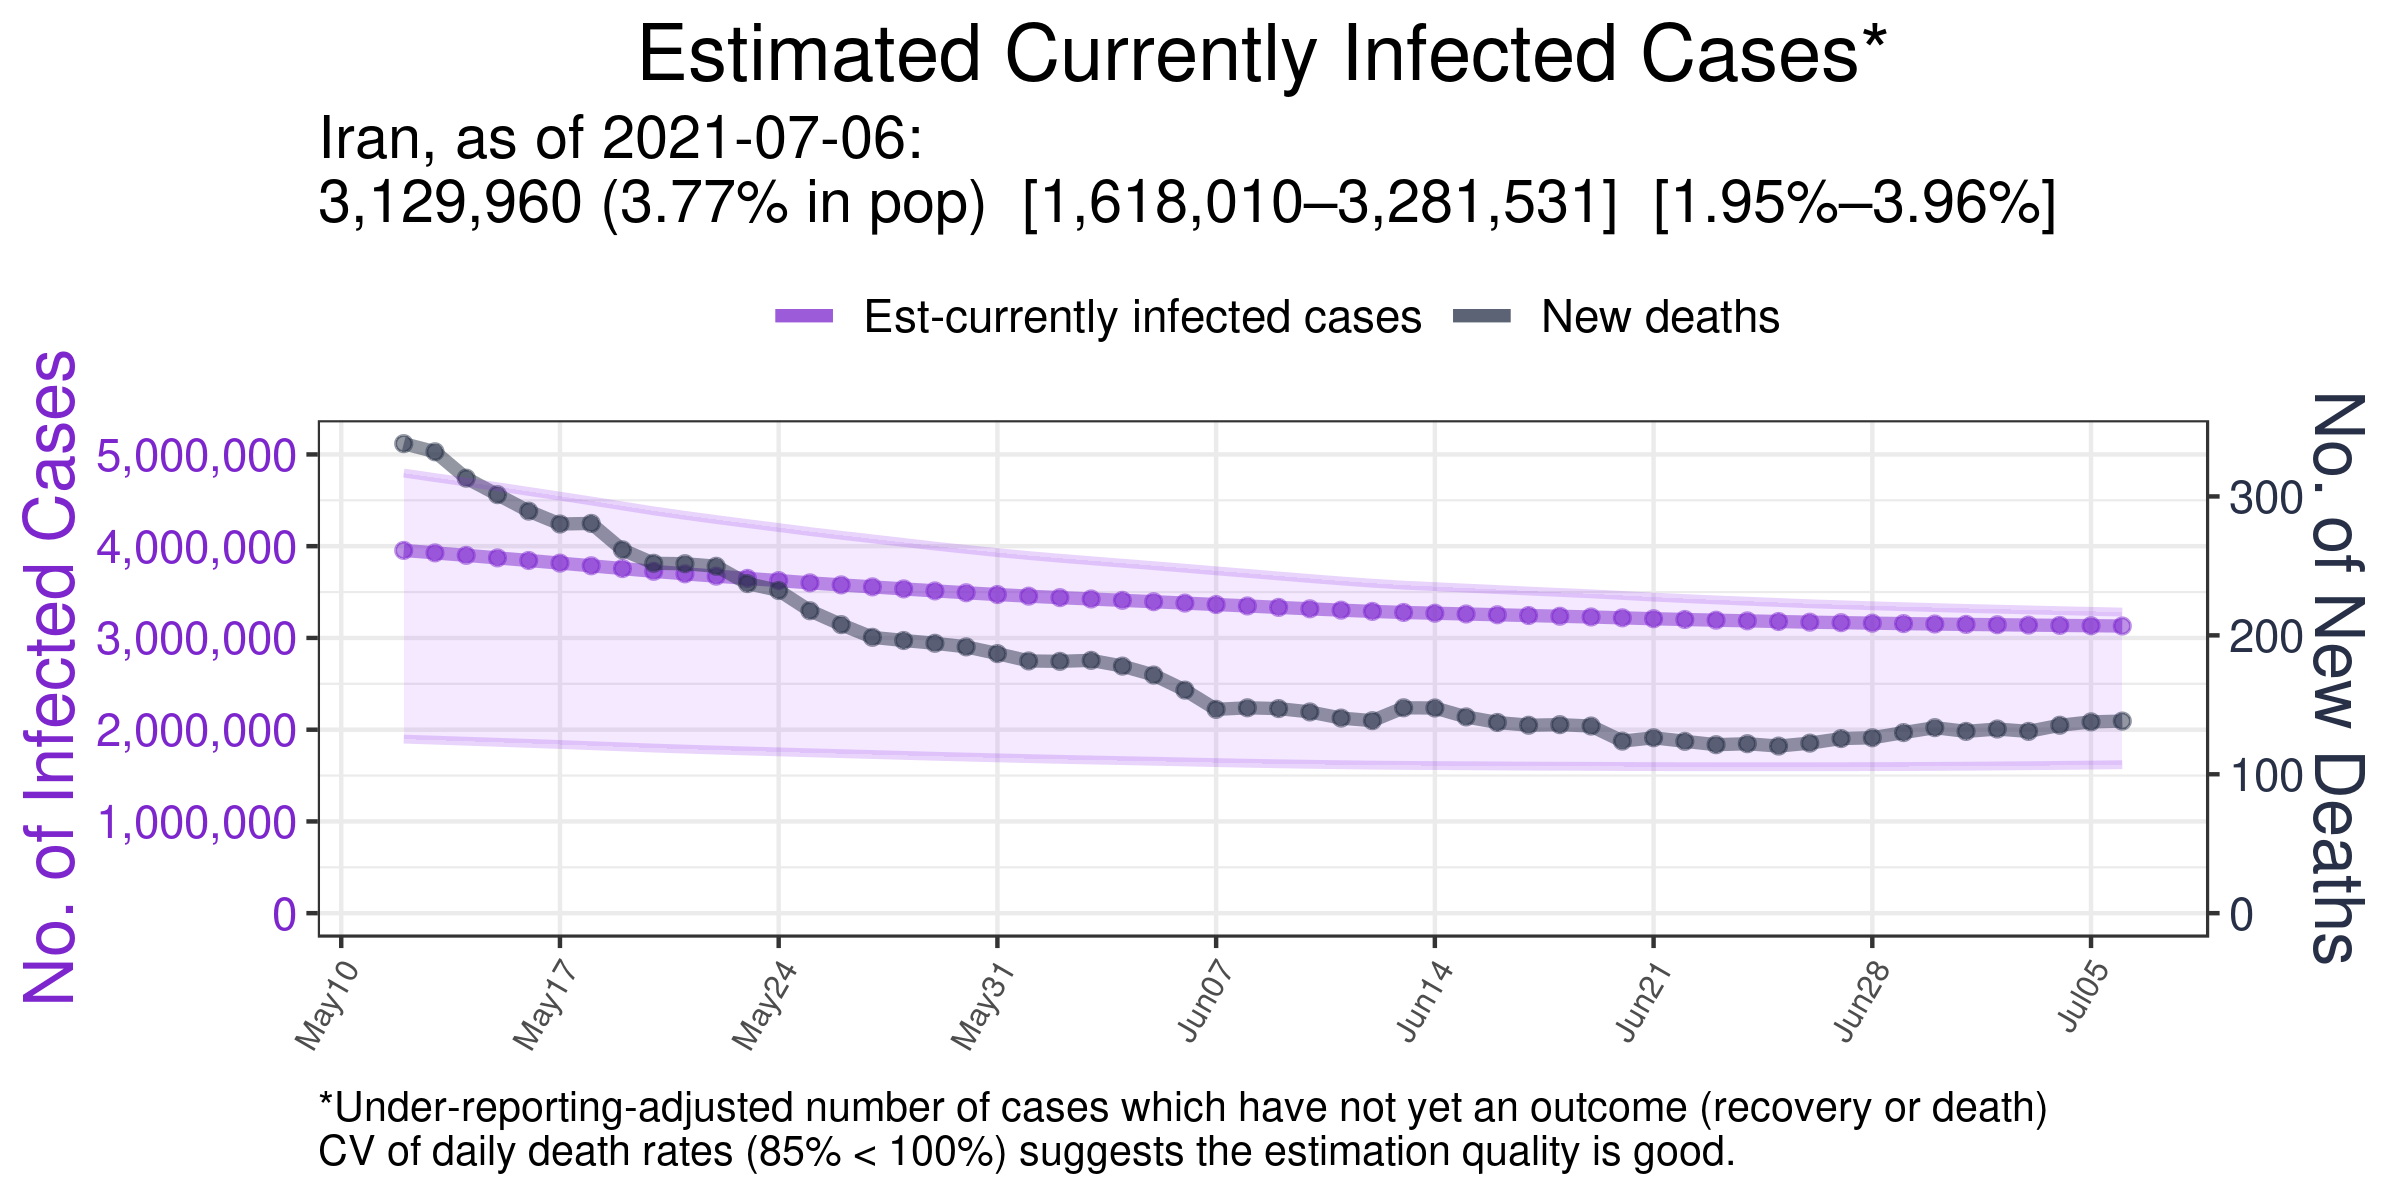 Estimated Currently Infected Cases*
Iran, as of 2021-07-06:
3,129,960 (3.77% in pop) [1,618,010–3,281,531] [1.95%–3.96%]
Est-currently infected cases New deaths
No. of Infected Cases
5,000,000
4,000,000
3,000,000
2,000,000
1,000,000
0
300
200
100
0
No. of New Deaths
May10 May17 May24 May31 Jun07 Jun14 Jun21 Jun28 Jul05
*Under-reporting-adjusted number of cases which have not yet an outcome (recovery or death)
CV of daily death rates (85% < 100%) suggests the estimation quality is good.